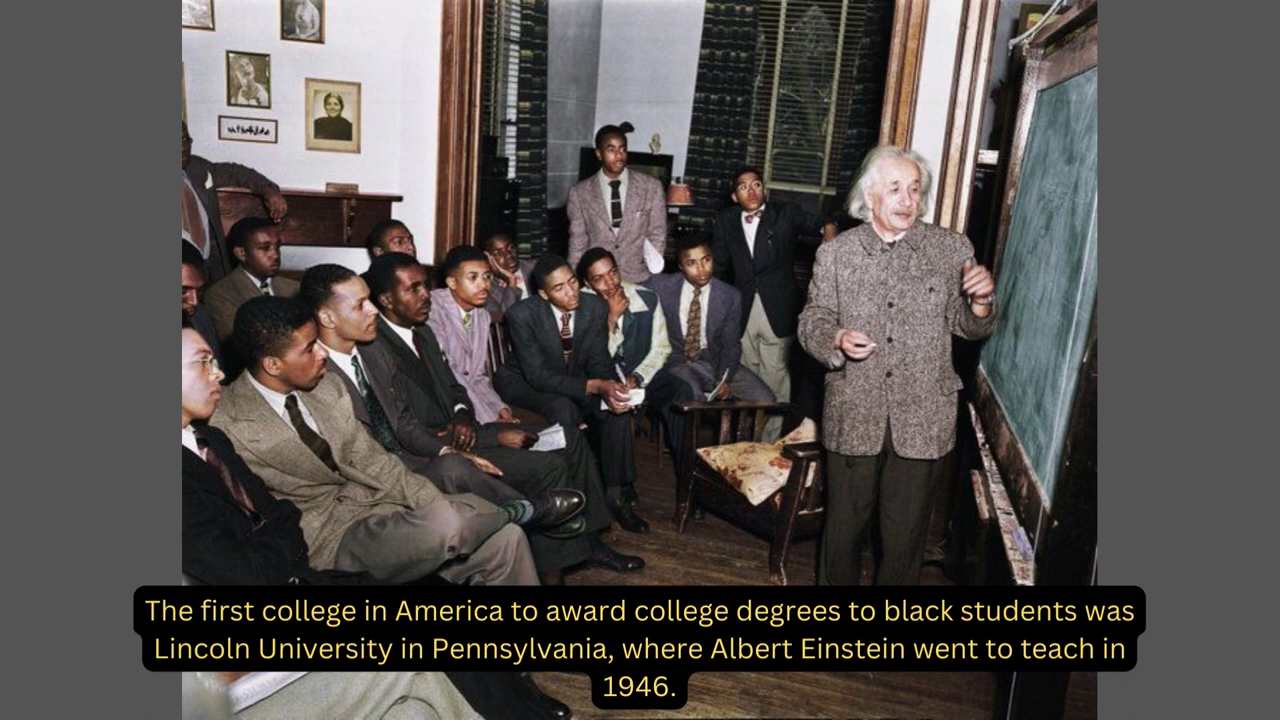 The first college in America to award college degrees to black students was
Lincoln University in Pennsylvania, where Albert Einstein went to teach in
1946.